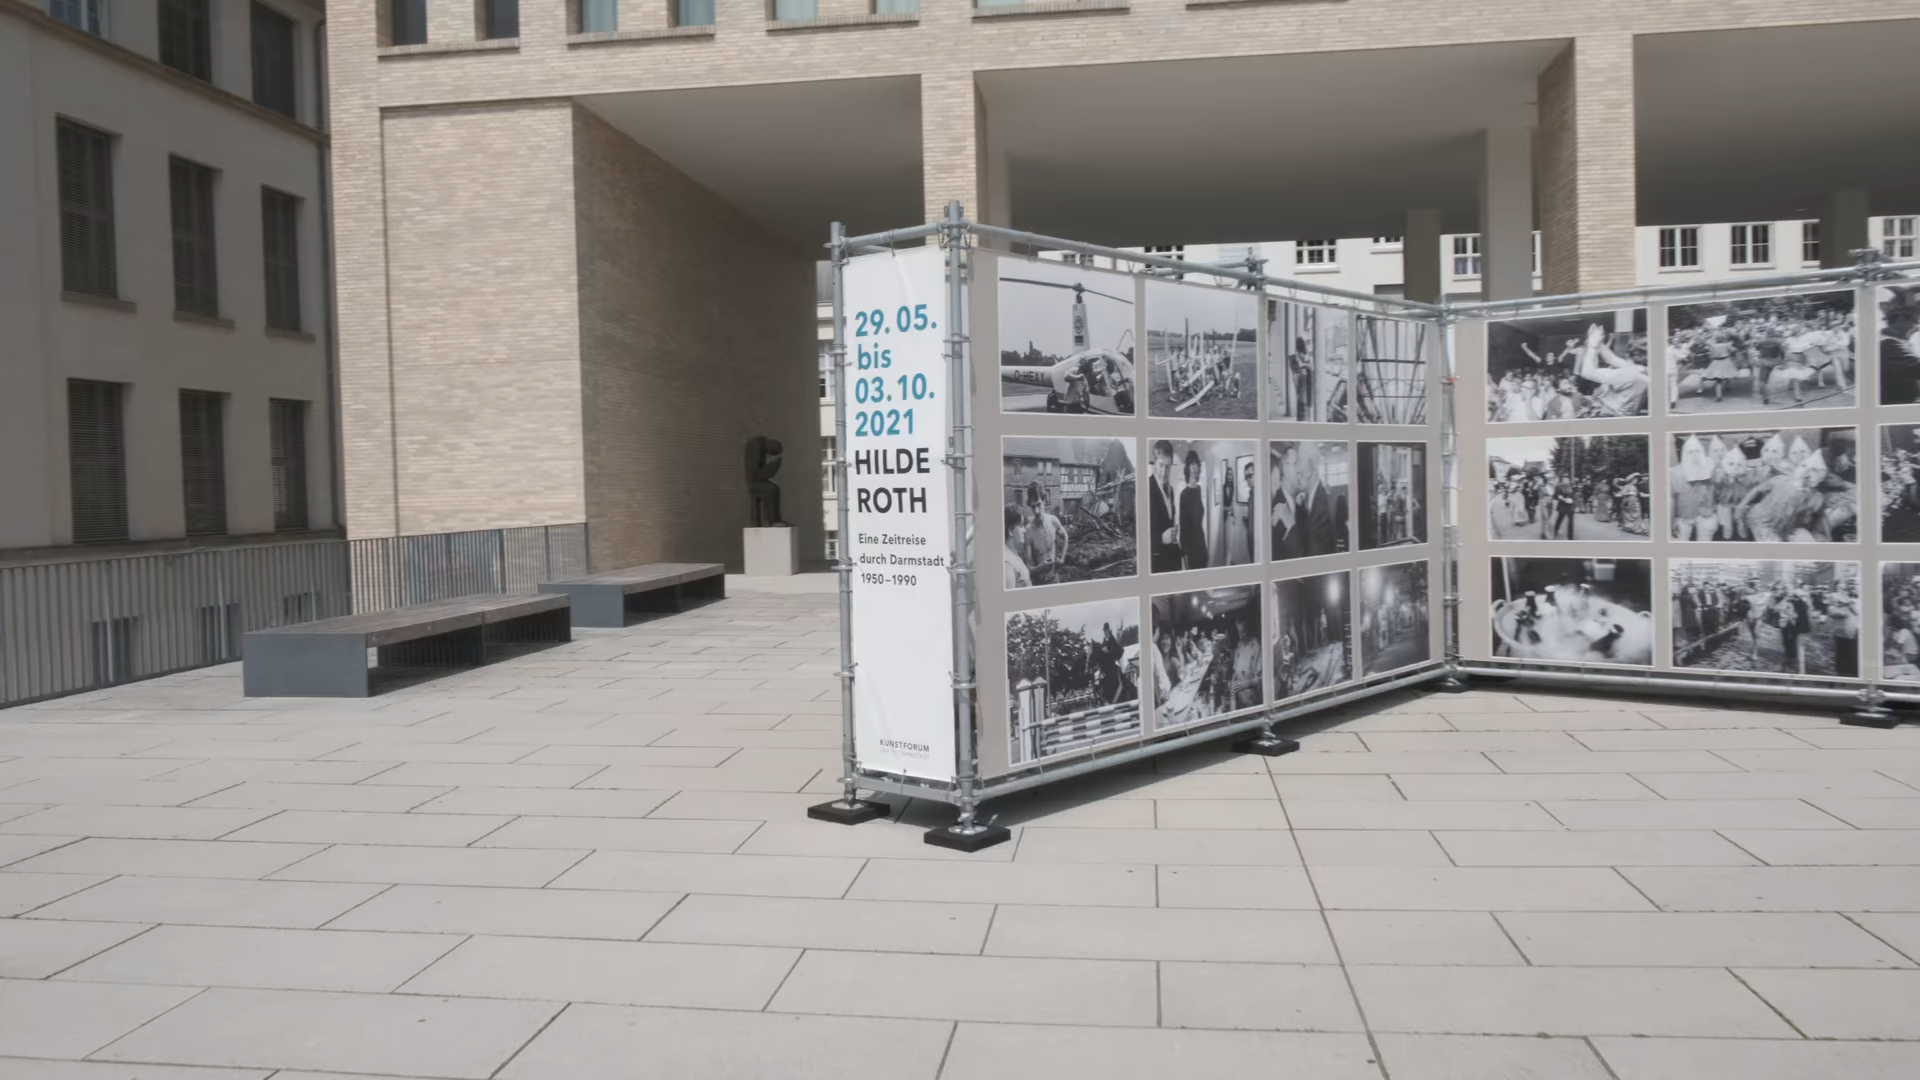 29. 05.
bis
03. 10.
2021
HILDE
ROTH
Eine Zeitreise
durch Darmstadt
1950–1990
KUNSTFORUM